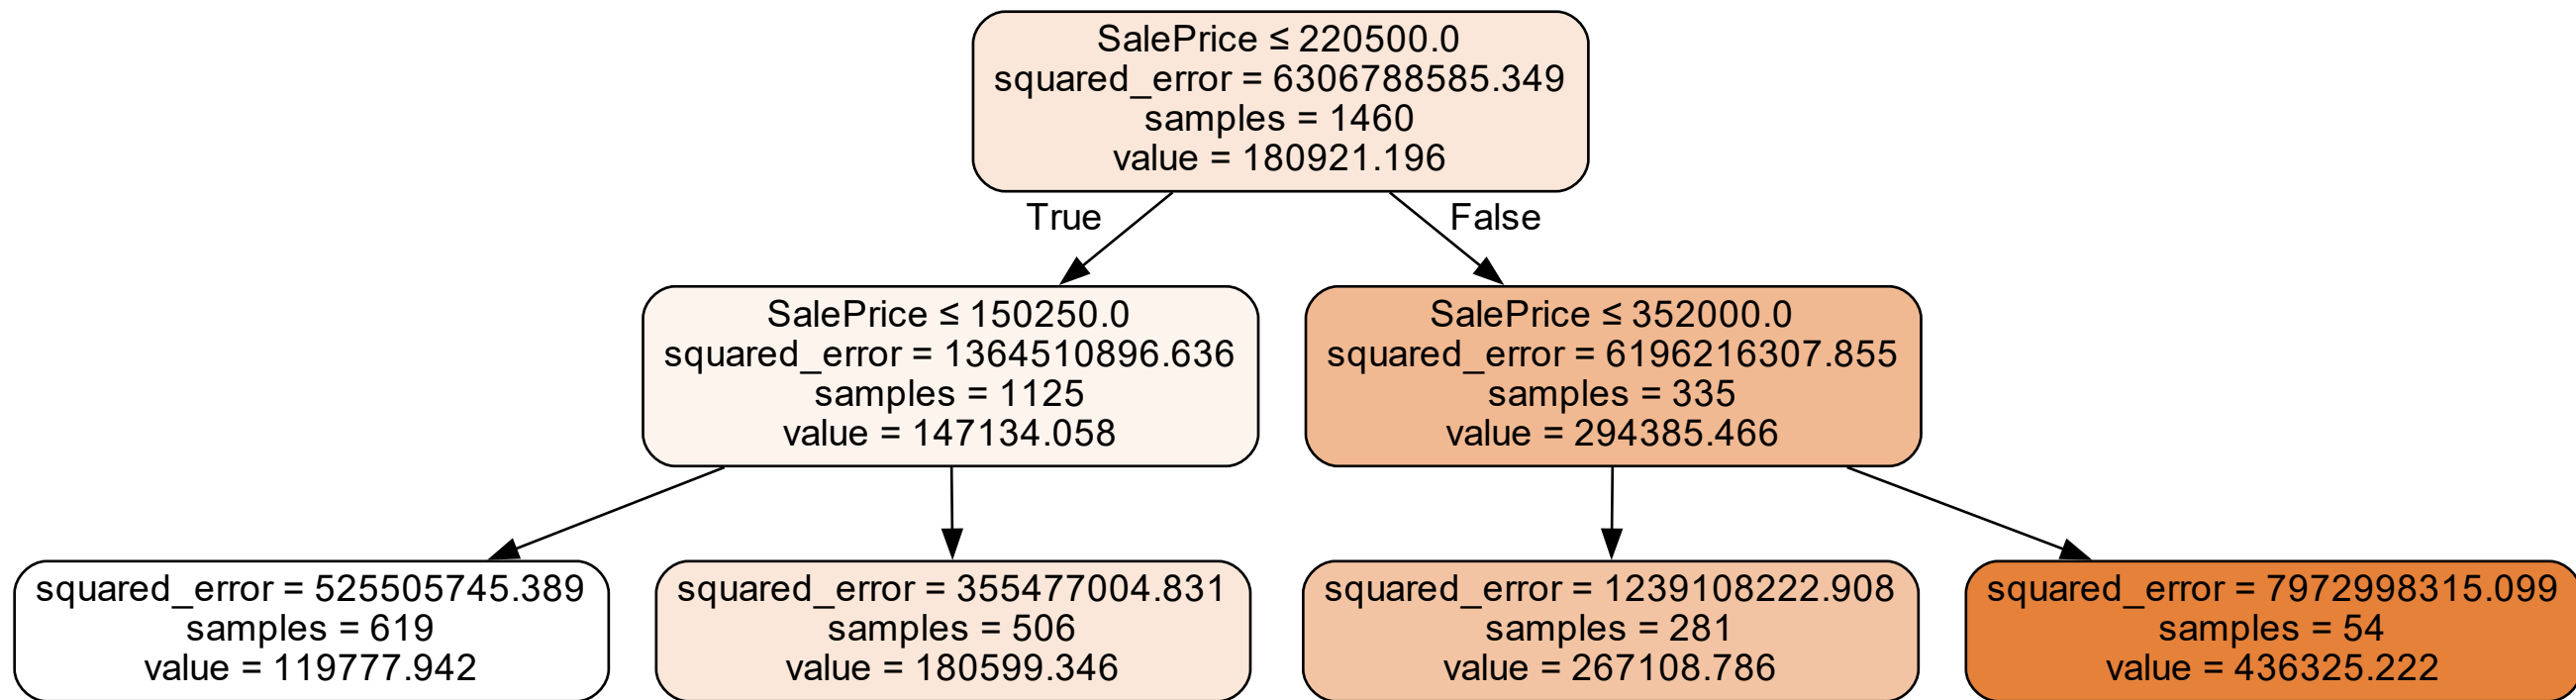 SalePrice ≤ 220500.0
squared_error = 6306788585.349
samples = 1460
value = 180921.196
True
False
SalePrice ≤ 150250.0
squared_error = 1364510896.636
samples = 1125
value = 147134.058
SalePrice ≤ 352000.0
squared_error = 6196216307.855
samples = 335
value = 294385.466
squared_error = 525505745.389
samples = 619
value = 119777.942
squared_error = 355477004.831
samples = 506
value = 180599.346
squared_error = 1239108222.908
samples = 281
value = 267108.786
squared_error = 7972998315.099
samples = 54
value = 436325.222